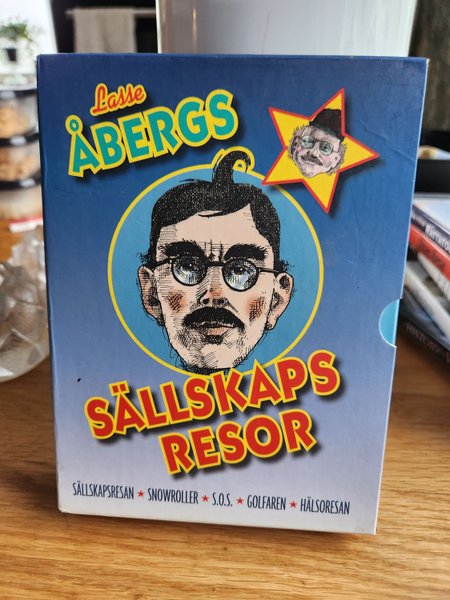 Lasse
ÅBERGS
SÄLLSKAPS
RESOR
SÄLLSKAPSRESAN ★ SNOWROLLER ★ S.O.S. ★ GOLFAREN ★ HÄLSORESAN